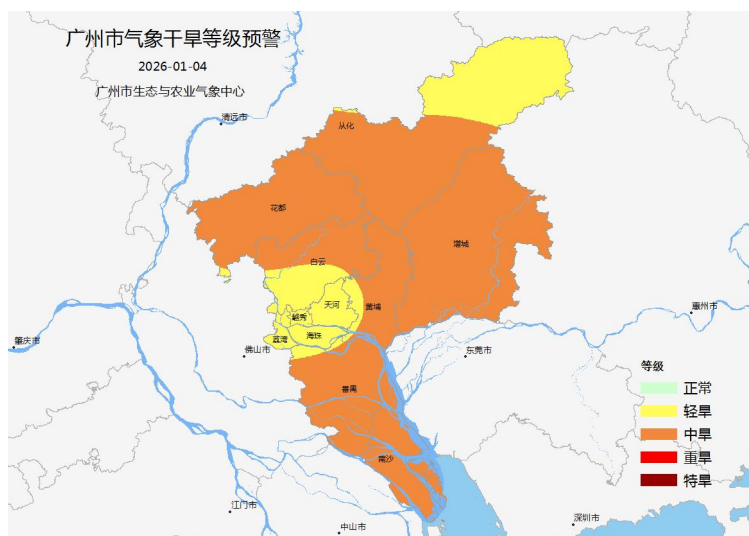 广州市气象干旱等级预警
2026-01-04
广州市生态与农业气象中心
清远市
从化
花都
增城
白云
天河
黄埔
越秀
荔湾
海珠
惠州市
肇庆市
佛山市
东莞市
番禺
南沙
江门市
中山市
深圳市
等级
正常
轻旱
中旱
重旱
特旱